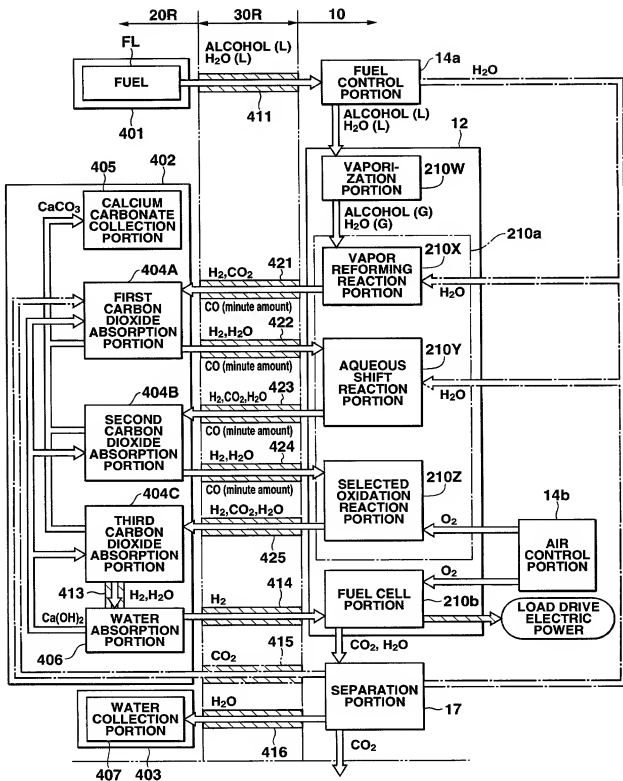 20R
30R
10
FL
FUEL
401
ALCOHOL (L)
H2O (L)
411
14a
FUEL
CONTROL
PORTION
H2O
ALCOHOL (L)
H2O (L)
12
405
402
CaCO3
CALCIUM
CARBONATE
COLLECTION
PORTION
VAPORI-
ZATION
PORTION
210W
ALCOHOL (G)
H2O (G)
210a
210X
404A
H2,CO2
421
VAPOR
REFORMING
REACTION
PORTION
H2O
FIRST CARBON
DIOXIDE
ABSORPTION
PORTION
CO (minute amount)
422
H2,H2O
CO (minute amount)
210Y
AQUEOUS
SHIFT
REACTION
PORTION
H2O
404B
423
H2,CO2,H2O
SECOND
CARBON
DIOXIDE
ABSORPTION
PORTION
CO (minute amount)
424
H2,H2O
CO (minute amount)
210Z
SELECTED
OXIDATION
REACTION
PORTION
404C
H2,CO2,H2O
425
THIRD
CARBON
DIOXIDE
ABSORPTION
PORTION
14b
O2
AIR
CONTROL
PORTION
413
H2,H2O
414
H2
O2
FUEL CELL
PORTION
210b
LOAD DRIVE
ELECTRIC
POWER
Ca(OH)2
WATER
ABSORPTION
PORTION
406
CO2
415
CO2, H2O
SEPARATION
PORTION
17
WATER
COLLECTION
PORTION
H2O
416
407
403
CO2